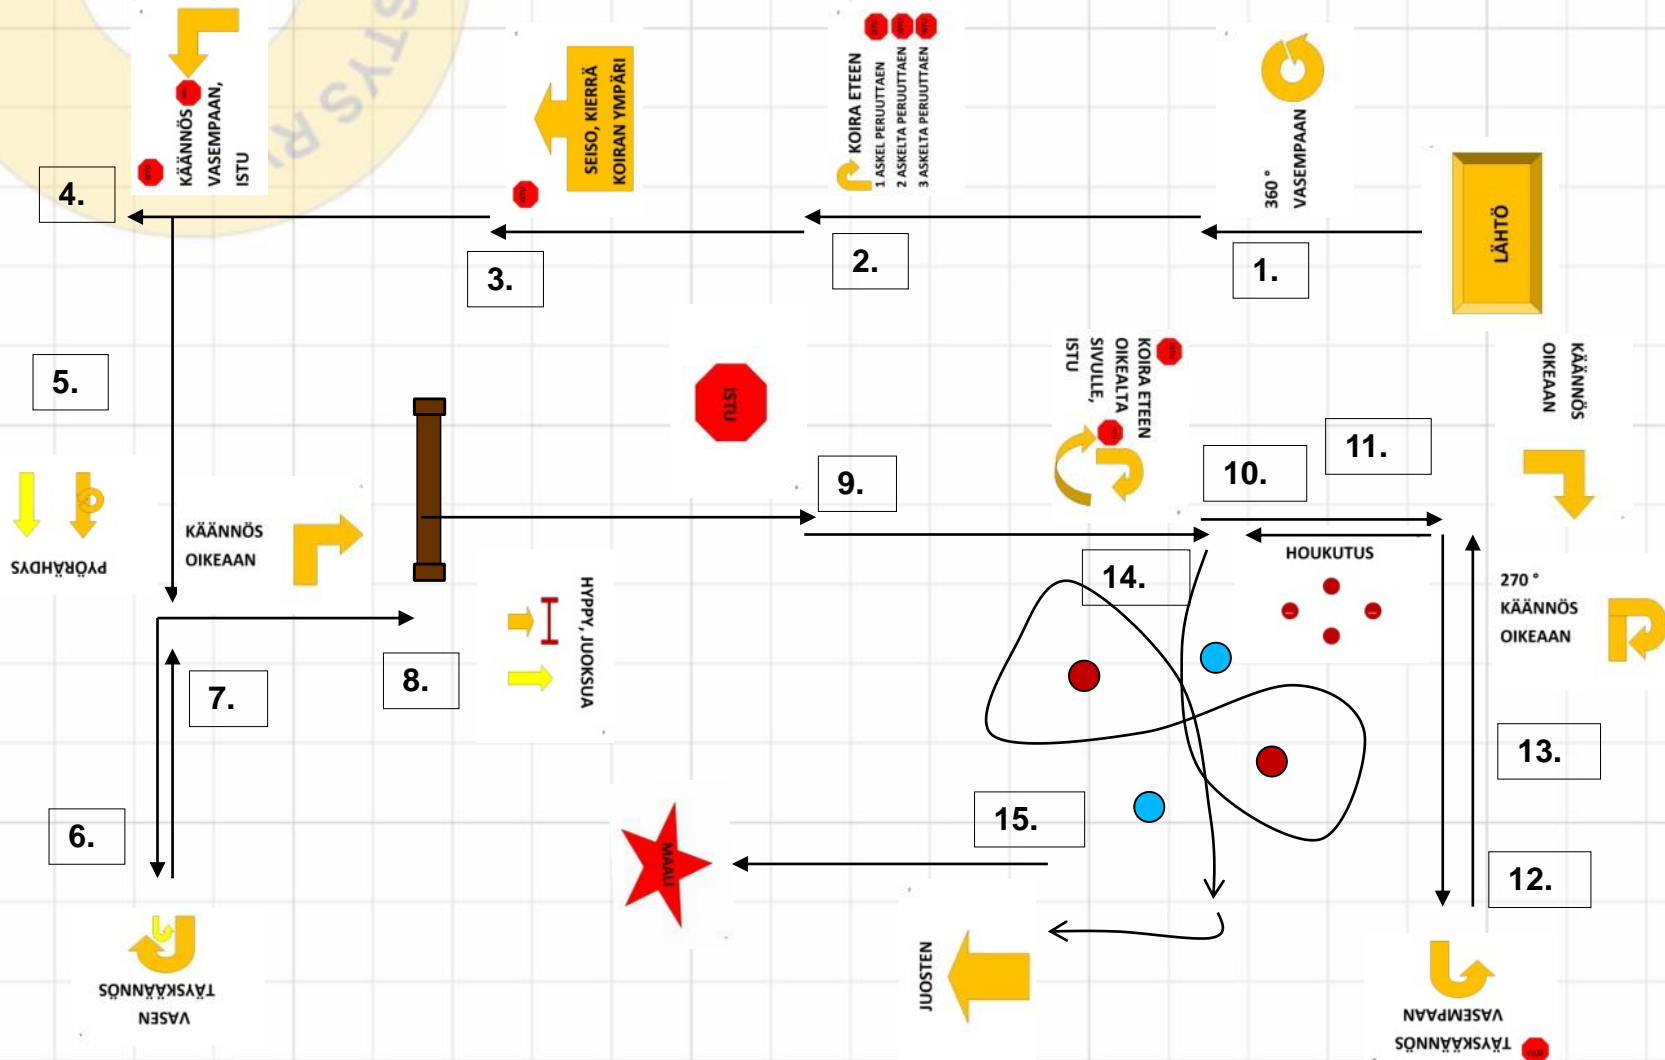 STYSRY
KÄÄNNÖS
VASEMPAAN,
ISTU
4.
SEISO, KIERRÄ
KOIRAN YMPÄRI
3.
KOIRA ETEEN
1 ASKEL PERUUTTAEN
2 ASKELTA PERUUTTAEN
3 ASKELTA PERUUTTAEN
2.
360°
VASEMPAAN
1.
LÄHTÖ
5.
PYÖRÄHDYS
KÄÄNNÖS
OIKEAAN
ISTU
9.
KOIRA ETEEN
OIKEALTA
SIVULLE,
ISTU
10.
11.
KÄÄNNÖS
OIKEAAN
HOUKUTUS
14.
270°
KÄÄNNÖS
OIKEAAN
7.
8.
HYPPY, JUOKSUA
13.
6.
15.
MAALI
12.
VASEN
TÄYSKÄÄNNÖS
JUOSTEN
TÄYSKÄÄNNÖS
VASEMPAAN